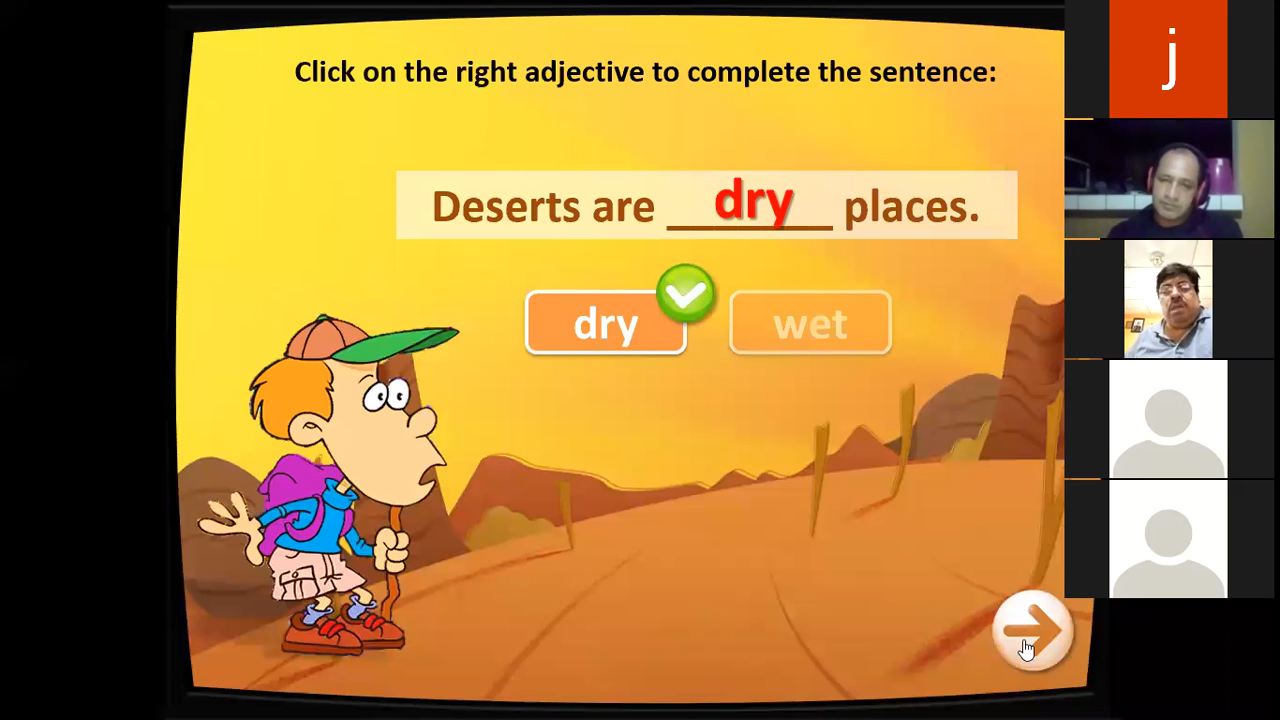 Click on the right adjective to complete the sentence:
Deserts are dry places.
dry
wet
j